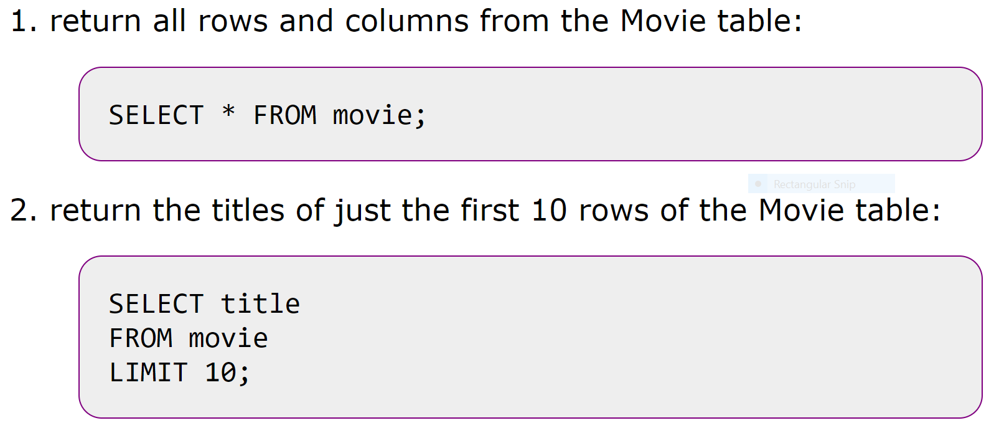 1. return all rows and columns from the Movie table:
SELECT * FROM movie;
Rectangular Snip
2. return the titles of just the first 10 rows of the Movie table:
SELECT title
FROM movie
LIMIT 10;